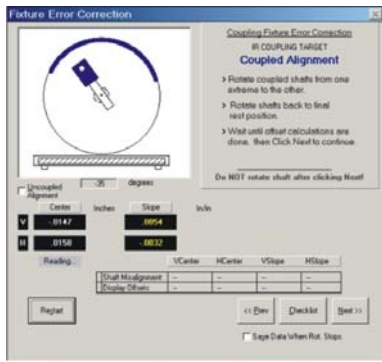 Fixture Error Correction
Coupling Fixture Error Correction
IR COUPLING TARGET
Coupled Alignment
> Rotate coupled shafts from one
extreme to the other.
> Rotate shafts back to final
rest position.
> Wait until offset calculations are
done, then Click Next to continue
Do NOT rotate shaft after clicking Next!
Uncoupled
Alignment
-35 degrees
Center Inches Slope In/in
V -.0147 .0054
H -.0158 -.0032
Reading...
VCenter HCenter VSlope HSlope
Shaft Misalignment -- -- -- --
Display Offsets -- -- -- --
Restart
<< Prev Checklist Next >>
Save Data When Rot. Stops